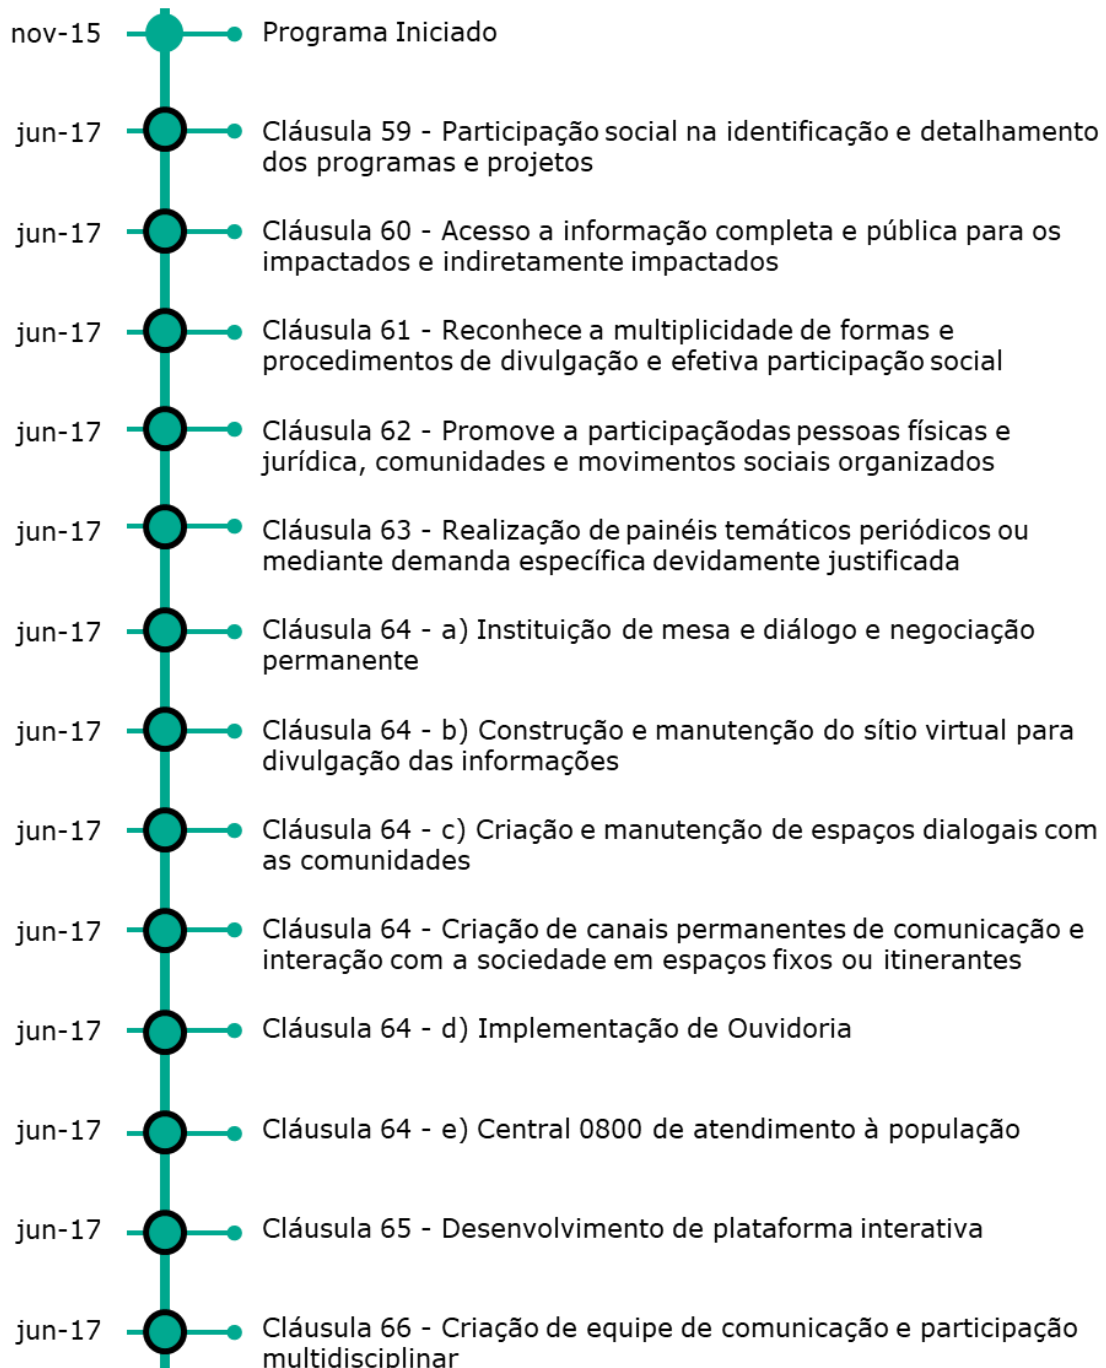 nov-15 Programa Iniciado
jun-17 Cláusula 59 - Participação social na identificação e detalhamento
dos programas e projetos
jun-17 Cláusula 60 - Acesso a informação completa e pública para os
impactados e indiretamente impactados
jun-17 Cláusula 61 - Reconhece a multiplicidade de formas e
procedimentos de divulgação e efetiva participação social
jun-17 Cláusula 62 - Promove a participaçãodas pessoas físicas e
jurídica, comunidades e movimentos sociais organizados
jun-17 Cláusula 63 - Realização de painéis temáticos periódicos ou
mediante demanda específica devidamente justificada
jun-17 Cláusula 64 - a) Instituição de mesa e diálogo e negociação
permanente
jun-17 Cláusula 64 - b) Construção e manutenção do sítio virtual para
divulgação das informações
jun-17 Cláusula 64 - c) Criação e manutenção de espaços dialogais com
as comunidades
jun-17 Cláusula 64 - Criação de canais permanentes de comunicação e
interação com a sociedade em espaços fixos ou itinerantes
jun-17 Cláusula 64 - d) Implementação de Ouvidoria
jun-17 Cláusula 64 - e) Central 0800 de atendimento à população
jun-17 Cláusula 65 - Desenvolvimento de plataforma interativa
jun-17 Cláusula 66 - Criação de equipe de comunicação e participação
multidisciplinar